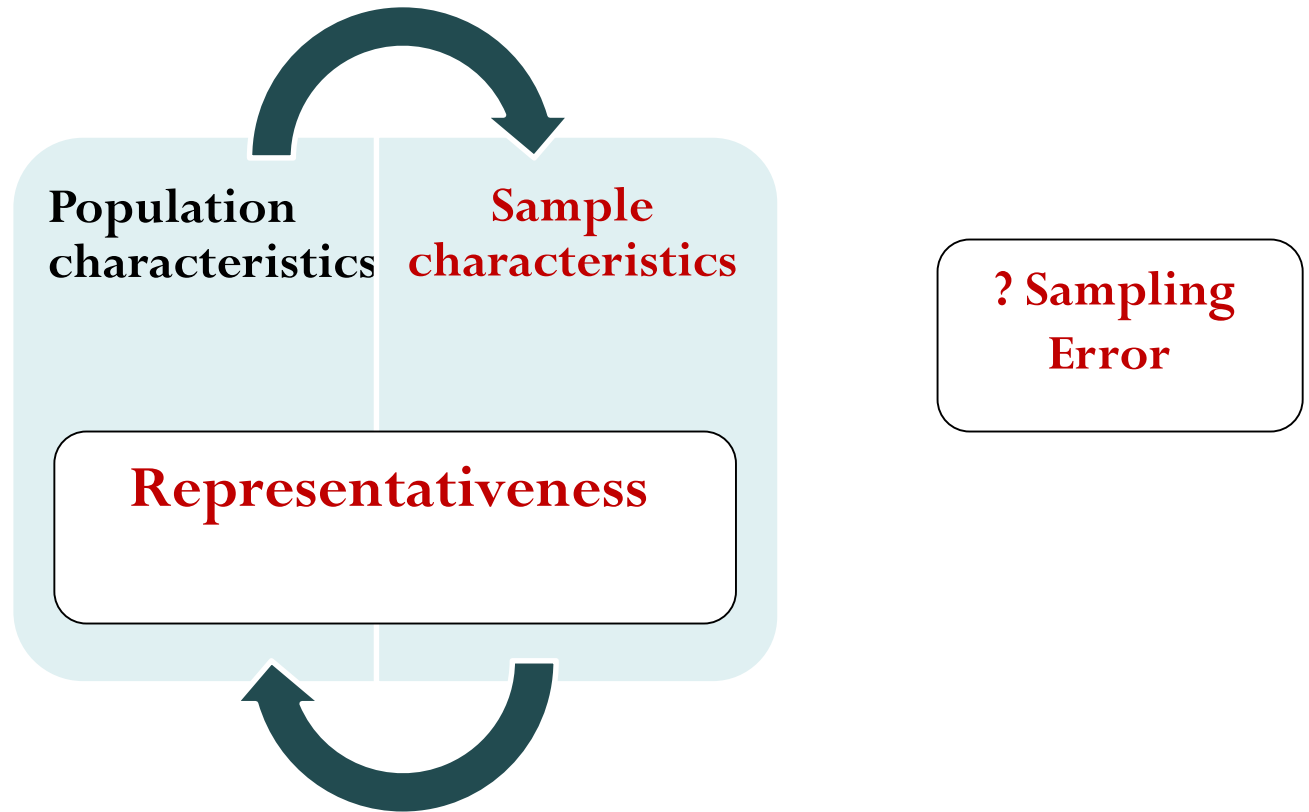 Population
characteristics
Sample
characteristics
? Sampling
Error
Representativeness